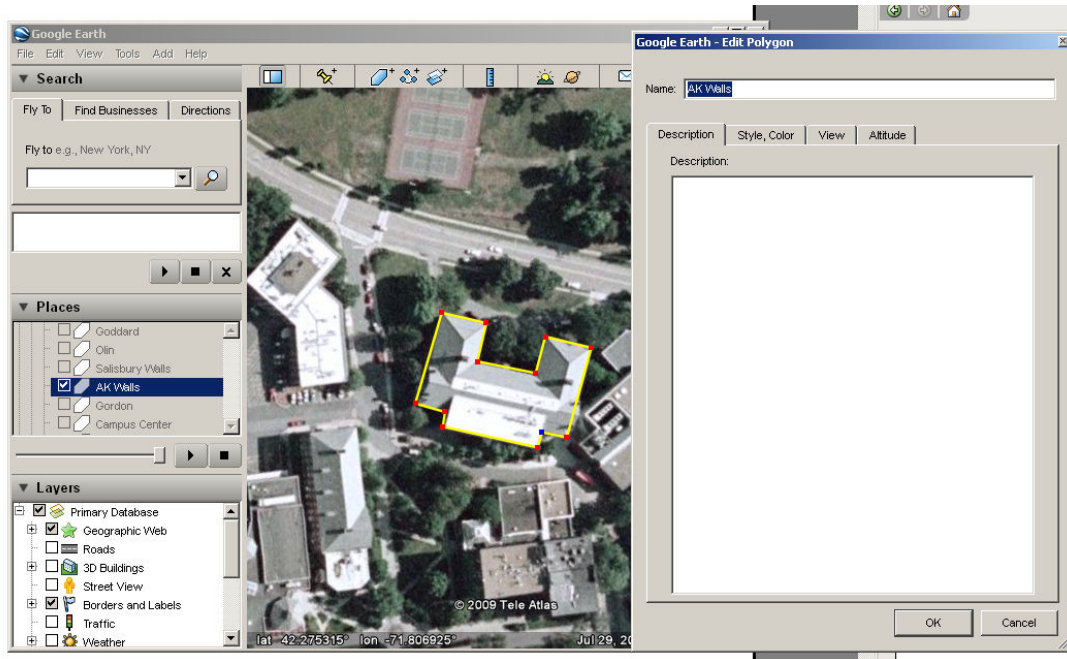 Google Earth
File Edit View Tools Add Help
Search
Fly To Find Businesses Directions
Fly to e.g., New York, NY
Places
Goddard
Olin
Salisbury Walls
AK Walls
Gordon
Campus Center
Layers
Primary Database
Geographic Web
Roads
3D Buildings
Street View
Borders and Labels
Traffic
Weather
© 2009 Tele Atlas
lat 42.275315° lon -71.806925° Jul 29, 20
Google Earth - Edit Polygon
Name: AK Walls
Description Style, Color View Altitude
Description:
OK Cancel